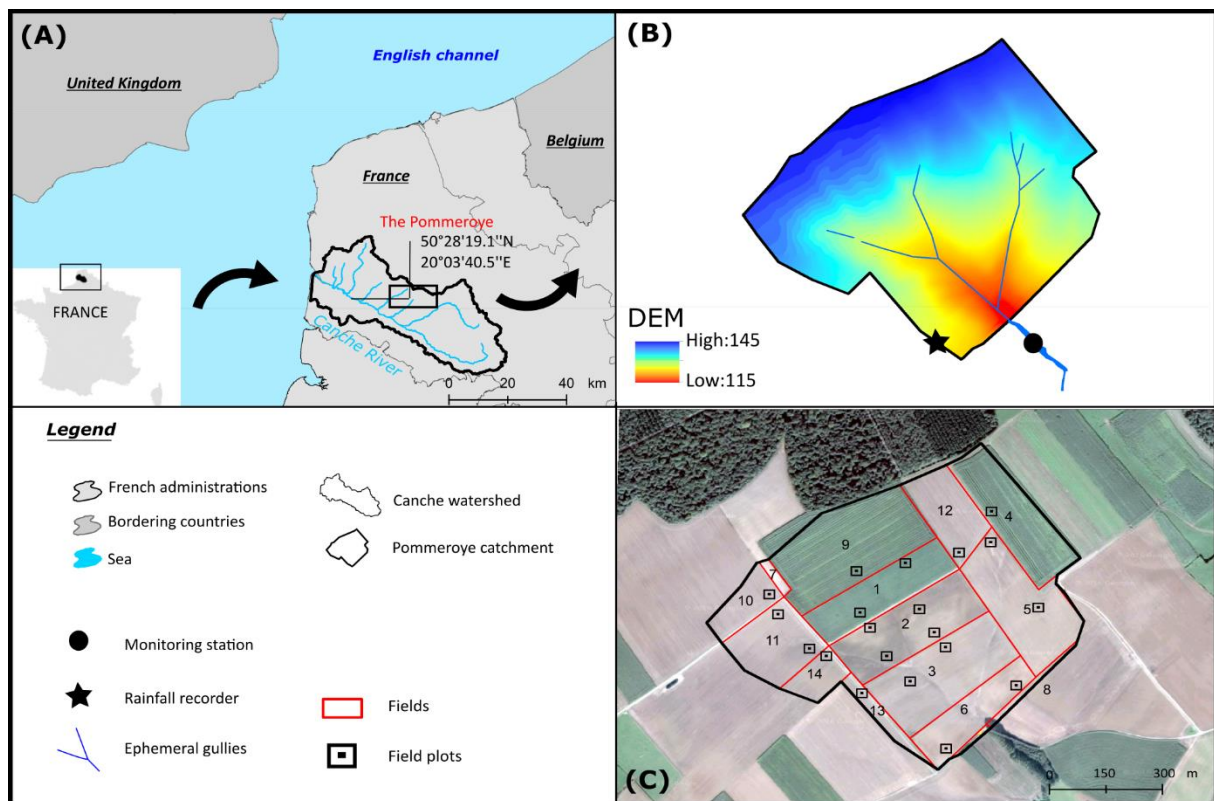 (A)
English channel
United Kingdom
Belgium
France
The Pommeroye
50°28'19.1''N
20°03'40.5''E
FRANCE
Canche River
0 20 40 km
(B)
DEM
High:145
Low:115
Legend
French administrations
Bordering countries
Sea
Canche watershed
Pommeroye catchment
Monitoring station
Rainfall recorder
Ephemeral gullies
Fields
Field plots
12
4
9
7
1
10
5
2
11
3
14
8
13
6
(C)
0 150 300 m